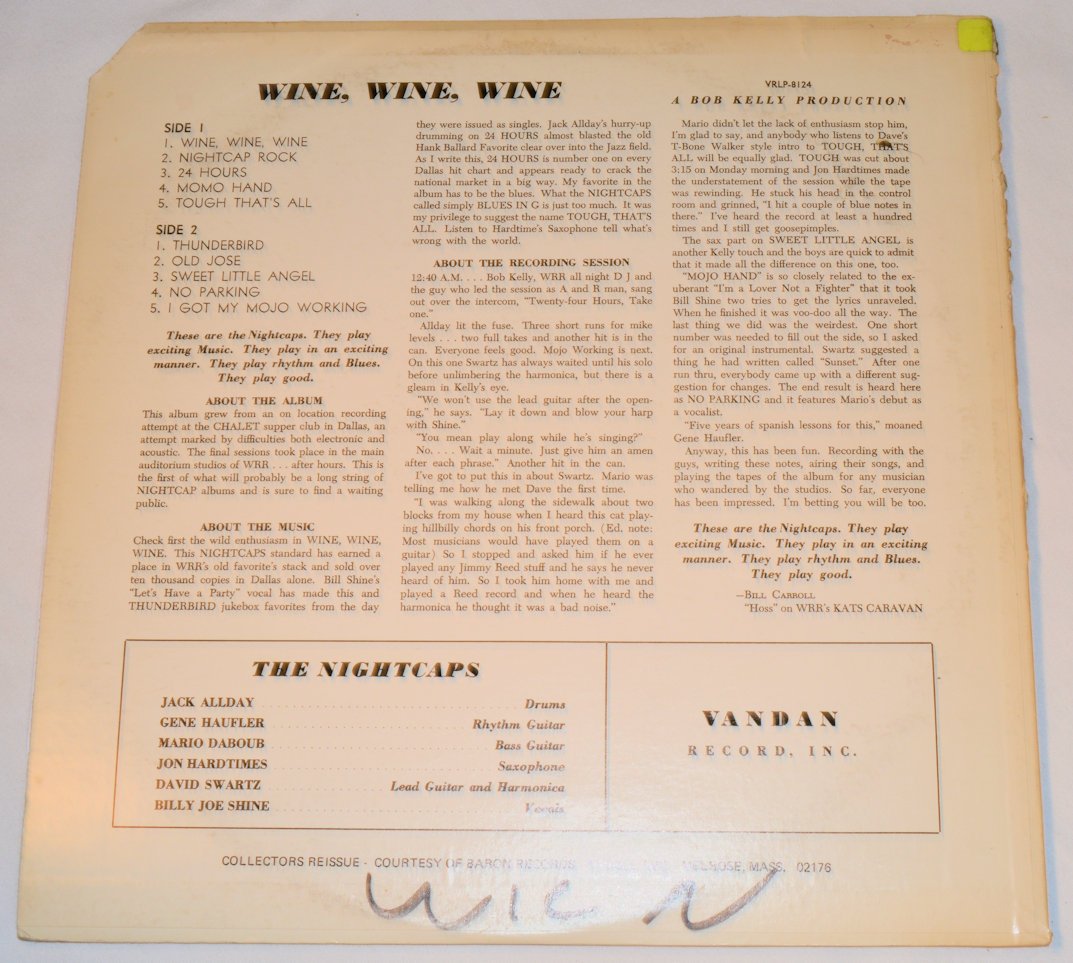 WINE, WINE, WINE
SIDE 1
1. WINE, WINE, WINE
2. NIGHTCAP ROCK
3. 24 HOURS
4. MOMO HAND
5. TOUGH THAT'S ALL
SIDE 2
1. THUNDERBIRD
2. OLD JOSE
3. SWEET LITTLE ANGEL
4. NO PARKING
5. I GOT MY MOJO WORKING
These are the Nightcaps. They play
exciting Music. They play in an exciting
manner. They play rhythm and Blues.
They play good.
ABOUT THE ALBUM
This album grew from an on location recording
attempt at the CHALET supper club in Dallas, an
attempt marked by difficulties both electronic and
acoustic. The final sessions took place in the main
auditorium studios of WRR . . . after hours. This is
the first of what will probably be a long string of
NIGHTCAP albums and is sure to find a waiting
public.
ABOUT THE MUSIC
Check first the wild enthusiasm in WINE, WINE,
WINE. This NIGHTCAPS standard has earned a
place in WRR's old favorite's stack and sold over
ten thousand copies in Dallas alone. Bill Shine's
"Let's Have a Party" vocal has made this and
THUNDERBIRD jukebox favorites from the day
they were issued as singles. Jack Allday's hurry-up
drumming on 24 HOURS almost blasted the old
Hank Ballard Favorite clear over into the Jazz field.
As I write this, 24 HOURS is number one on every
Dallas hit chart and appears ready to crack the
national market in a big way. My favorite in the
album has to be the blues. What the NIGHTCAPS
called simply BLUES IN G is just too much. It was
my privilege to suggest the name TOUGH, THAT'S
ALL. Listen to Hardtime's Saxophone tell what's
wrong with the world.
ABOUT THE RECORDING SESSION
12:40 A.M. . . . Bob Kelly, WRR all night D J and
the guy who led the session as A and R man, sang
out over the intercom, "Twenty-four Hours, Take
one."
Allday lit the fuse. Three short runs for mike
levels . . . two full takes and another hit is in the
can. Everyone feels good. Mojo Working is next.
On this one Swartz has always waited until his solo
before unlimbering the harmonica, but there is a
gleam in Kelly's eye.
"We won't use the lead guitar after the open-
ing," he says. "Lay it down and blow your harp
with Shine."
"You mean play along while he's singing?"
No. . . . Wait a minute. Just give him an amen
after each phrase." Another hit in the can.
I've got to put this in about Swartz. Mario was
telling me how he met Dave the first time.
"I was walking along the sidewalk about two
blocks from my house when I heard this cat play-
ing hillbilly chords on his front porch. (Ed. note:
Most musicians would have played them on a
guitar) So I stopped and asked him if he ever
played any Jimmy Reed stuff and he says he never
heard of him. So I took him home with me and
played a Reed record and when he heard the
harmonica he thought it was a bad noise."
VRLP-8124
A BOB KELLY PRODUCTION
Mario didn't let the lack of enthusiasm stop him,
I'm glad to say, and anybody who listens to Dave's
T-Bone Walker style intro to TOUGH, THAT'S
ALL will be equally glad. TOUGH was cut about
3:15 on Monday morning and Jon Hardtimes made
the understatement of the session while the tape
was rewinding. He stuck his head in the control
room and grinned, "I hit a couple of blue notes in
there." I've heard the record at least a hundred
times and I still get goosepimples.
The sax part on SWEET LITTLE ANGEL is
another Kelly touch and the boys are quick to admit
that it made all the difference on this one, too.
"MOJO HAND" is so closely related to the ex-
uberant "I'm a Lover Not a Fighter" that it took
Bill Shine two tries to get the lyrics unraveled.
When he finished it was voo-doo all the way. The
last thing we did was the weirdest. One short
number was needed to fill out the side, so I asked
for an original instrumental. Swartz suggested a
thing he had written called "Sunset." After one
run thru, everybody came up with a different sug-
gestion for changes. The end result is heard here
as NO PARKING and it features Mario's debut as
a vocalist.
"Five years of spanish lessons for this," moaned
Gene Haufler.
Anyway, this has been fun. Recording with the
guys, writing these notes, airing their songs, and
playing the tapes of the album for any musician
who wandered by the studios. So far, everyone
has been impressed. I'm betting you will be too.
These are the Nightcaps. They play
exciting Music. They play in an exciting
manner. They play rhythm and Blues.
They play good.
—BILL CARROLL
"Hoss" on WRR's KATS CARAVAN
THE NIGHTCAPS
JACK ALLDAY Drums
GENE HAUFLER Rhythm Guitar
MARIO DABOUB Bass Guitar
JON HARDTIMES Saxophone
DAVID SWARTZ Lead Guitar and Harmonica
BILLY JOE SHINE Vocals
VANDAN
RECORD, INC.
COLLECTORS REISSUE - COURTESY OF BARON RECORDS, MELROSE, MASS. 02176